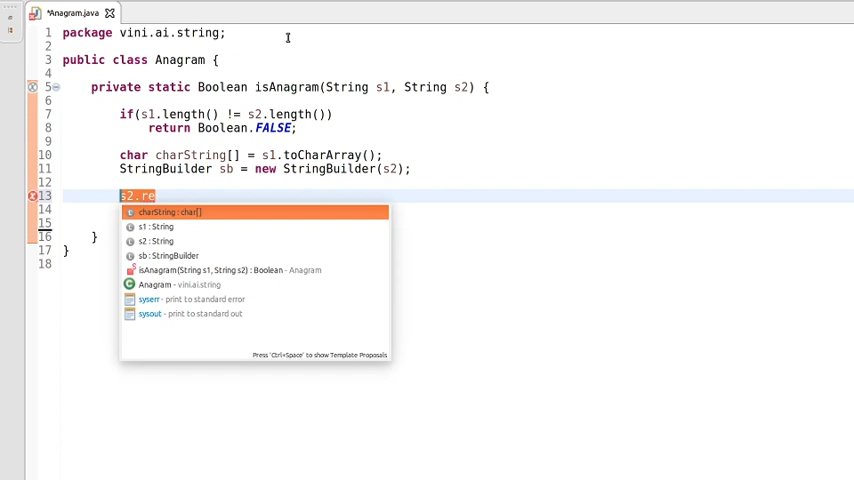 *Anagram.java
1 package vini.ai.string;
2
3 public class Anagram {
4
5 private static Boolean isAnagram(String s1, String s2) {
6
7 if(s1.length() != s2.length())
8 return Boolean.FALSE;
9
10 char charString[] = s1.toCharArray();
11 StringBuilder sb = new StringBuilder(s2);
12
13 s2.re
14
15
16 }
17 }
18
charString : char[]
s1 : String
s2 : String
sb : StringBuilder
isAnagram(String s1, String s2) : Boolean - Anagram
Anagram - vini.ai.string
syserr - print to standard error
sysout - print to standard out
Press 'Ctrl+Space' to show Template Proposals